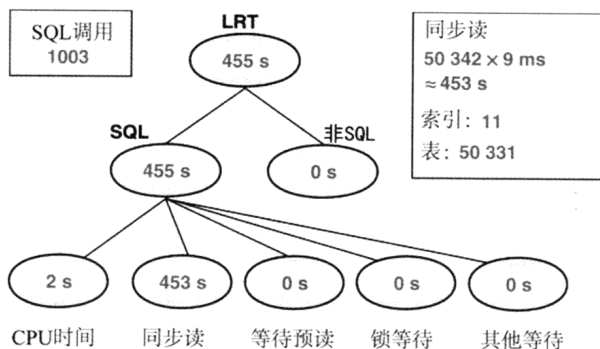 SQL调用
1003
LRT
455 s
同步读
50 342 × 9 ms
≈453 s
索引: 11
表: 50 331
SQL
非SQL
455 s
0 s
2 s
453 s
0 s
0 s
0 s
CPU时间
同步读
等待预读
锁等待
其他等待